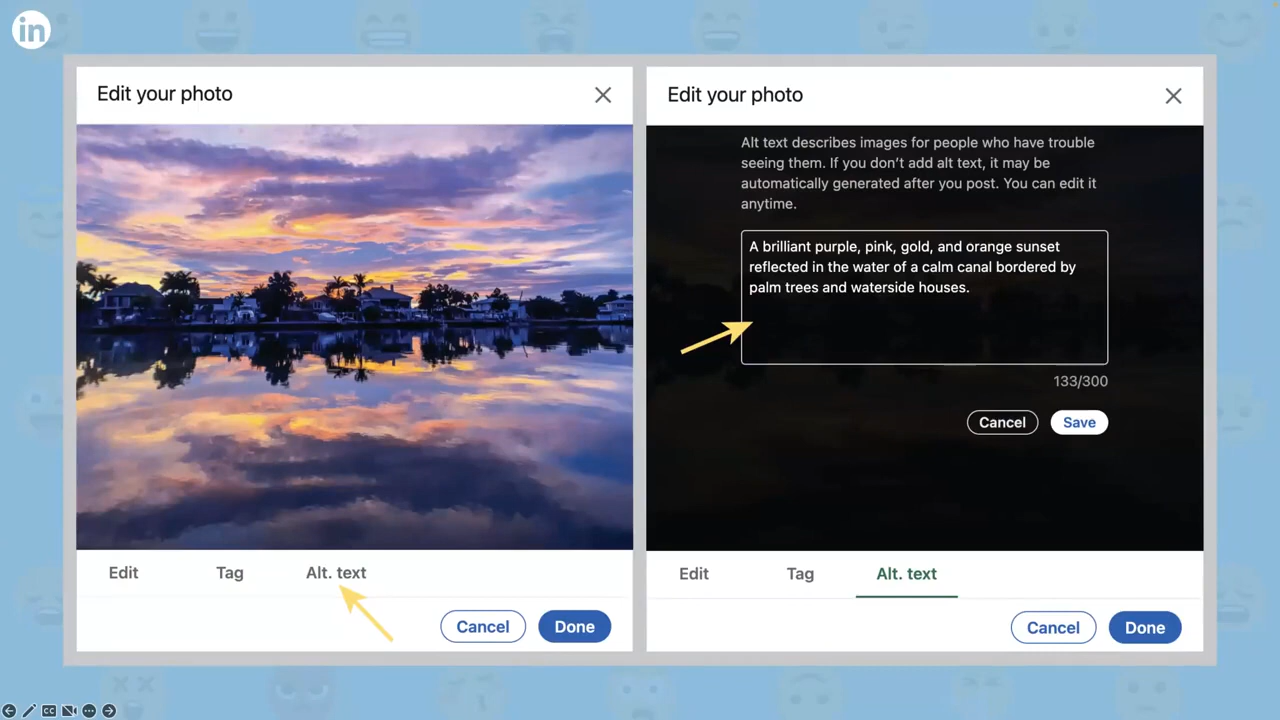 in
Edit your photo
Edit
Tag
Alt. text
Cancel
Done
Edit your photo
Alt text describes images for people who have trouble
seeing them. If you don’t add alt text, it may be
automatically generated after you post. You can edit it
anytime.
A brilliant purple, pink, gold, and orange sunset
reflected in the water of a calm canal bordered by
palm trees and waterside houses.
133/300
Cancel
Save
Edit
Tag
Alt. text
Cancel
Done
CC